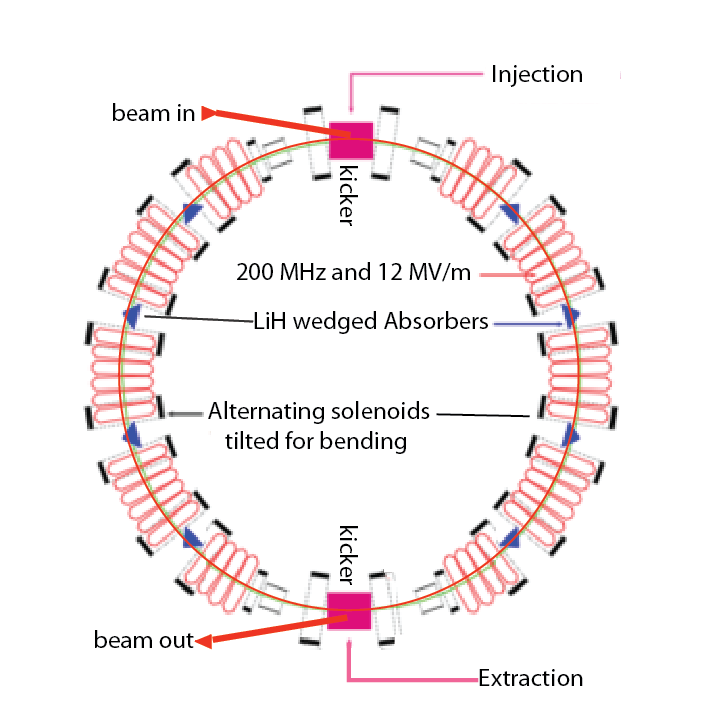 Injection
beam in
kicker
200 MHz and 12 MV/m
LiH wedged Absorbers
Alternating solenoids
tilted for bending
kicker
beam out
Extraction